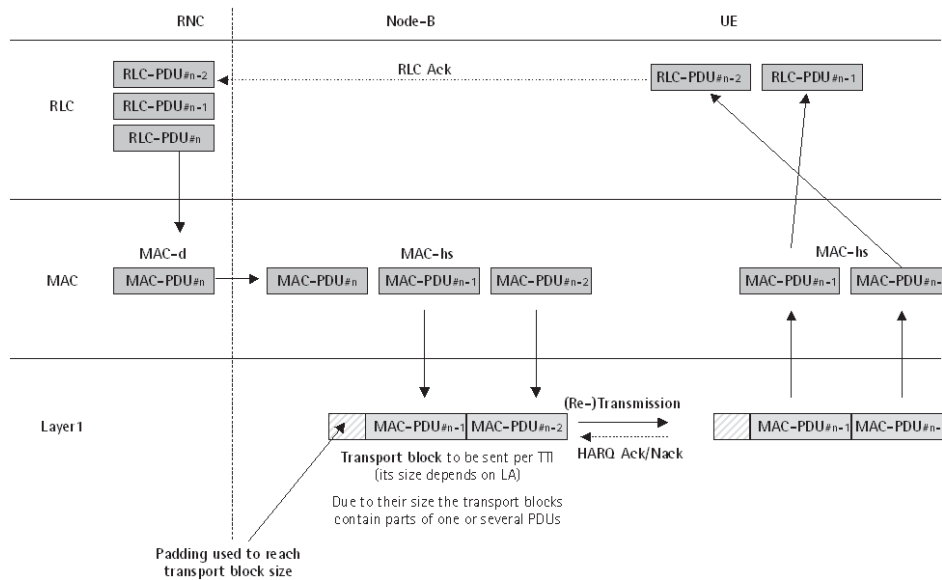 RNC Node-B UE
RLC
RLC-PDU#n-2
RLC-PDU#n-1
RLC-PDU#n
RLC Ack
RLC-PDU#n-2 RLC-PDU#n-1
MAC
MAC-d
MAC-PDU#n
MAC-hs
MAC-PDU#n MAC-PDU#n-1 MAC-PDU#n-2
MAC-hs
MAC-PDU#n-1 MAC-PDU#n-
Layer1
MAC-PDU#n-1 MAC-PDU#n-2
(Re-)Transmission
HARQ Ack/Nack
MAC-PDU#n-1 MAC-PDU#n-
Transport block to be sent per TTI
(its size depends on LA)
Due to their size the transport blocks
contain parts of one or several PDUs
Padding used to reach
transport block size